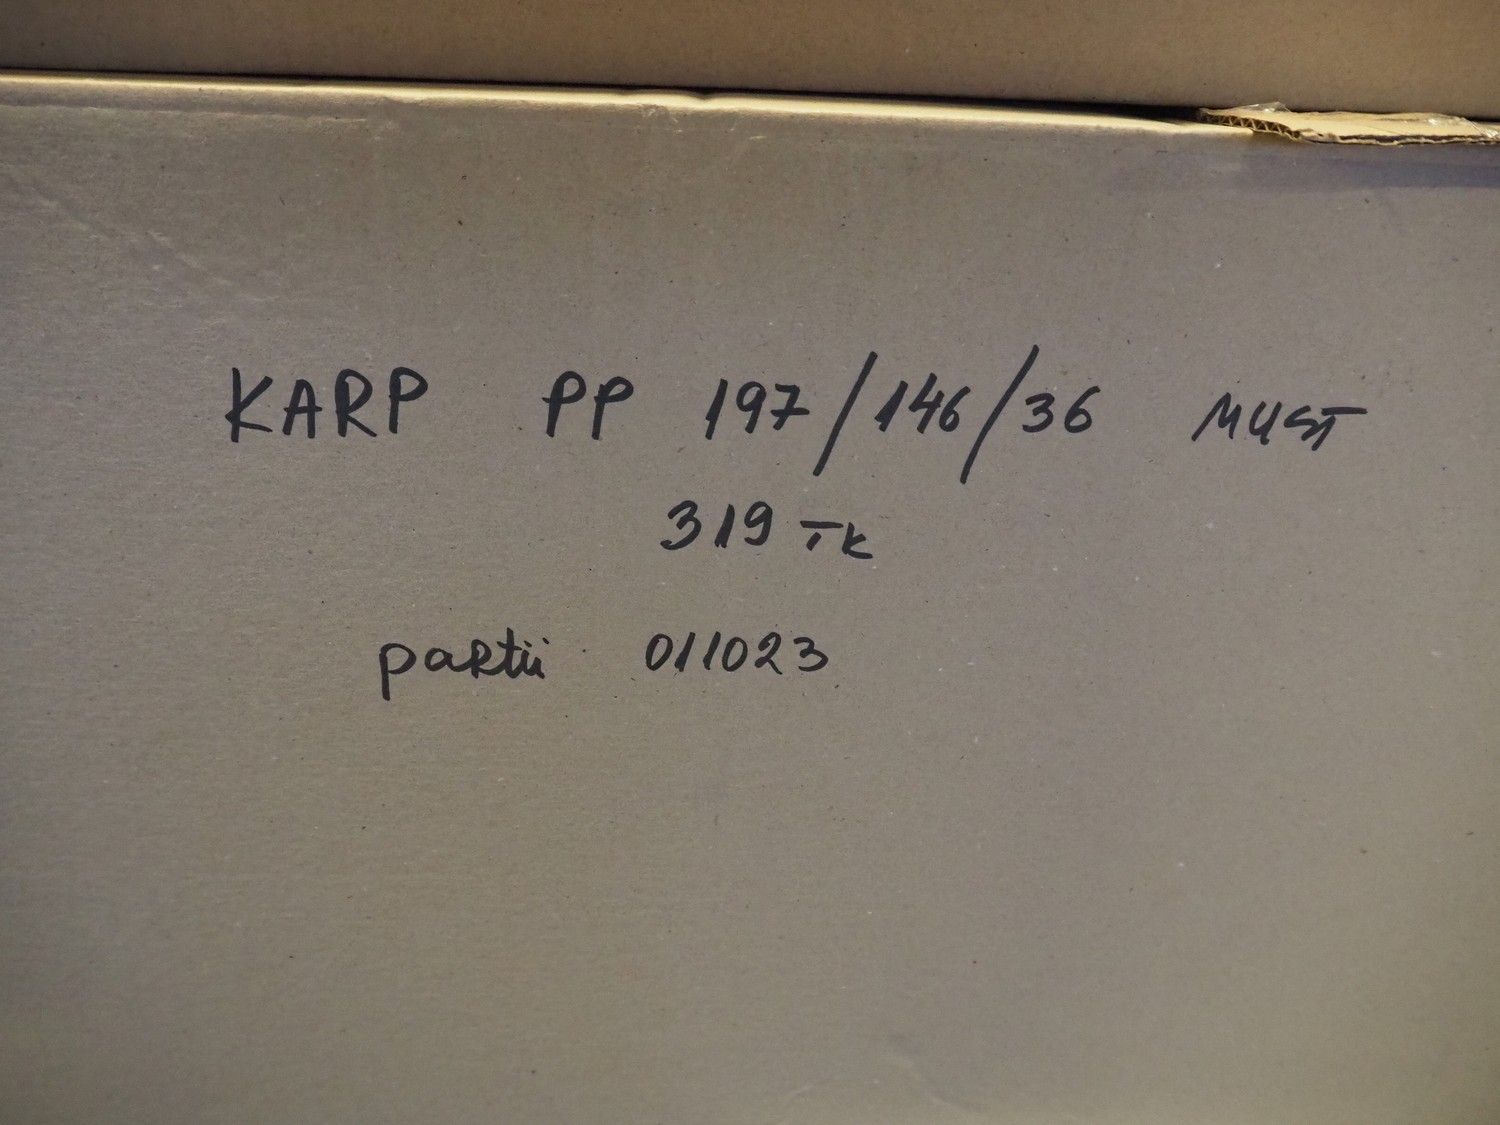 KARP PP 197/146/36 MUST
319 TK
partii 011023